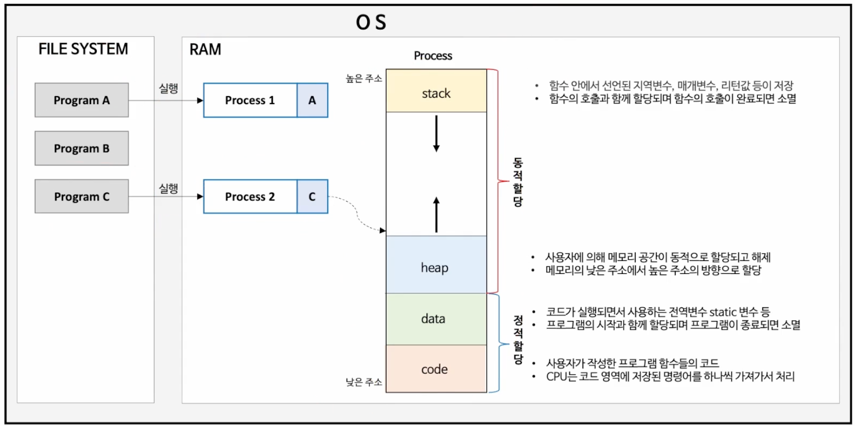 OS
FILE SYSTEM
RAM
Process
Program A
실행
Process 1
A
Program B
Program C
실행
Process 2
C
높은 주소
stack
heap
data
code
낮은 주소
동적할당
정적할당
• 함수 안에서 선언된 지역변수, 매개변수, 리턴값 등이 저장
• 함수의 호출과 함께 할당되며 함수의 호출이 완료되면 소멸
• 사용자에 의해 메모리 공간이 동적으로 할당되고 해제
• 메모리의 낮은 주소에서 높은 주소의 방향으로 할당
• 코드가 실행되면서 사용하는 전역변수 static 변수 등
• 프로그램의 시작과 함께 할당되며 프로그램이 종료되면 소멸
• 사용자가 작성한 프로그램 함수들의 코드
• CPU는 코드 영역에 저장된 명령어를 하나씩 가져가서 처리